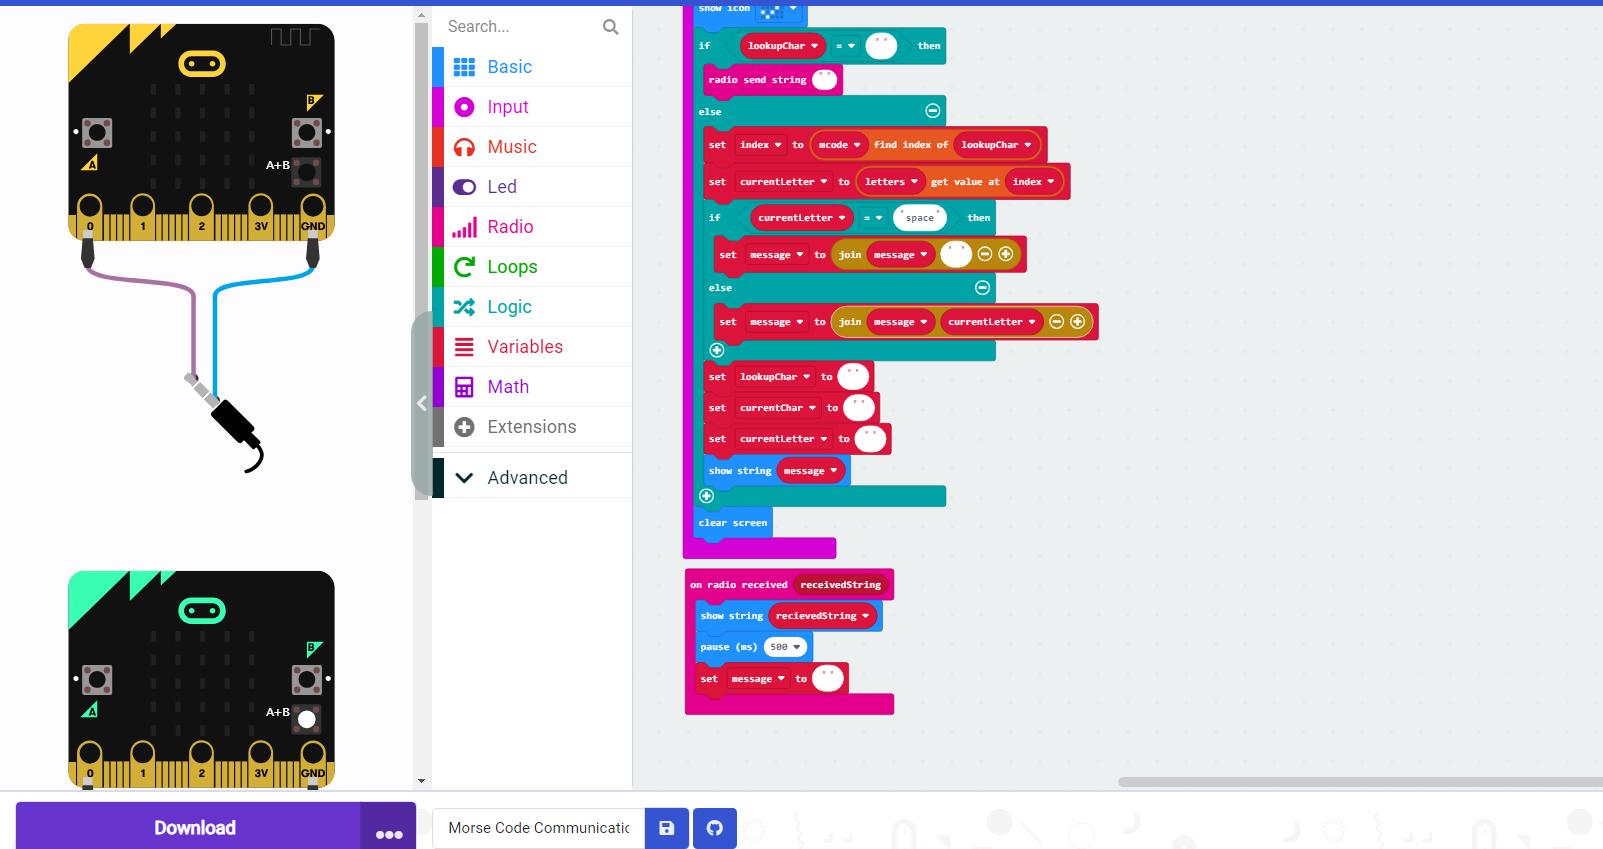 B
A
A+B
0 1 2 3V GND
B
A
A+B
0 1 2 3V GND
Download
Search...
Basic
Input
Music
Led
Radio
Loops
Logic
Variables
Math
Extensions
Advanced
Morse Code Communicatic
show icon
if lookupChar = " " then
radio send string " "
else
set index to mcode find index of lookupChar
set currentLetter to letters get value at index
if currentLetter = "space" then
set message to join message " "
else
set message to join message currentLetter
set lookupChar to " "
set currentChar to " "
set currentLetter to " "
show string message
clear screen
on radio received receivedString
show string recievedString
pause (ms) 500
set message to " "